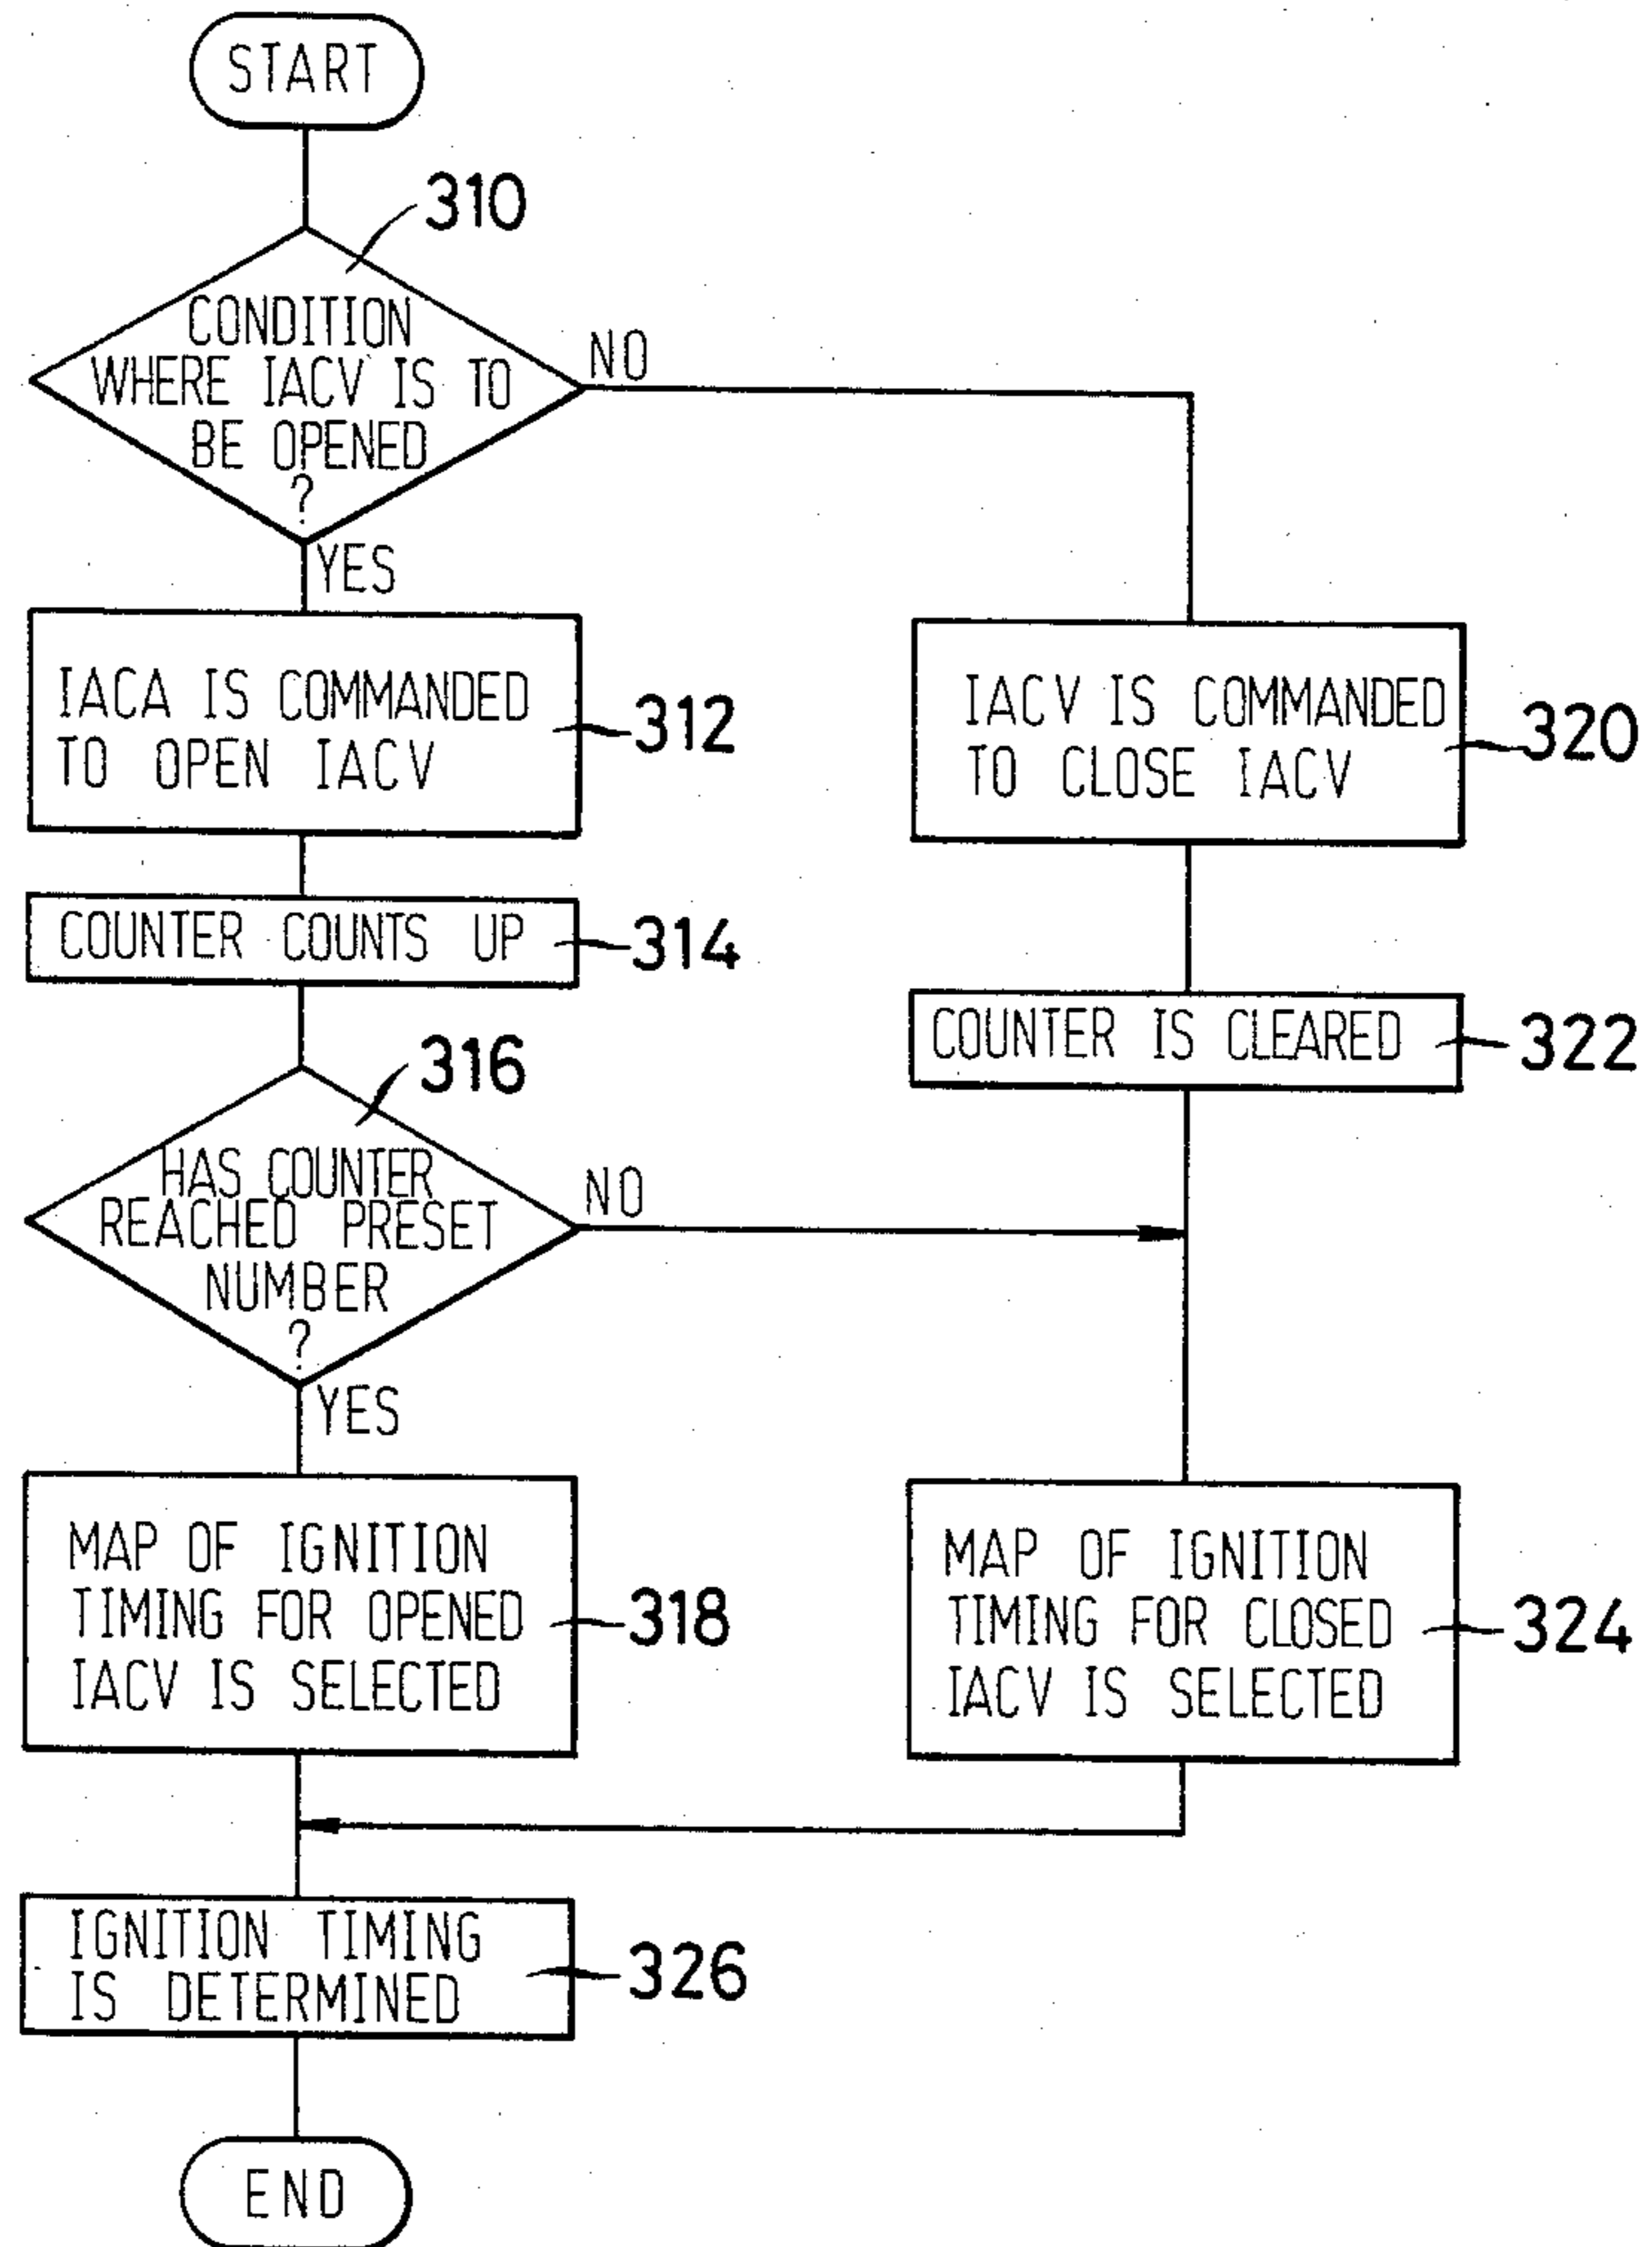 START
310
CONDITION
WHERE IACV IS TO
BE OPENED
?
NO
YES
IACA IS COMMANDED
TO OPEN IACV
312
COUNTER COUNTS UP
314
316
HAS COUNTER
REACHED PRESET
NUMBER
?
NO
YES
MAP OF IGNITION
TIMING FOR OPENED
IACV IS SELECTED
318
IACV IS COMMANDED
TO CLOSE IACV
320
COUNTER IS CLEARED
322
MAP OF IGNITION
TIMING FOR CLOSED
IACV IS SELECTED
324
IGNITION TIMING
IS DETERMINED
326
END